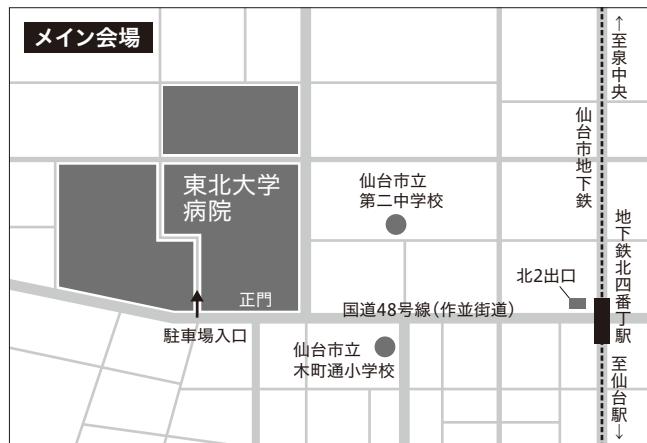 メイン会場
↑至泉中央
仙台市地下鉄
東北大学
病院
仙台市立
第二中学校
地下鉄北四番丁駅
北2出口
正門
国道48号線（作並街道）
駐車場入口
仙台市立
木町通小学校
至仙台駅↓